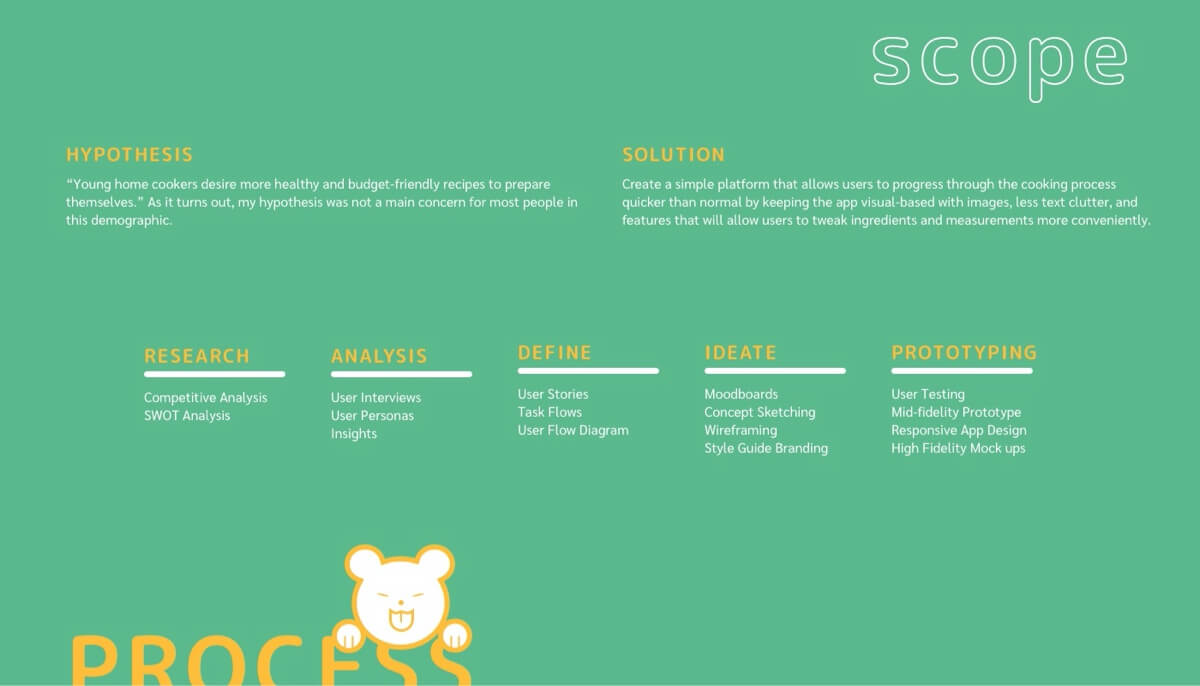 scope
HYPOTHESIS
“Young home cookers desire more healthy and budget-friendly recipes to prepare
themselves.” As it turns out, my hypothesis was not a main concern for most people in
this demographic.
SOLUTION
Create a simple platform that allows users to progress through the cooking process
quicker than normal by keeping the app visual-based with images, less text clutter, and
features that will allow users to tweak ingredients and measurements more conveniently.
RESEARCH
Competitive Analysis
SWOT Analysis
ANALYSIS
User Interviews
User Personas
Insights
DEFINE
User Stories
Task Flows
User Flow Diagram
IDEATE
Moodboards
Concept Sketching
Wireframing
Style Guide Branding
PROTOTYPING
User Testing
Mid-fidelity Prototype
Responsive App Design
High Fidelity Mock ups
PROCESS